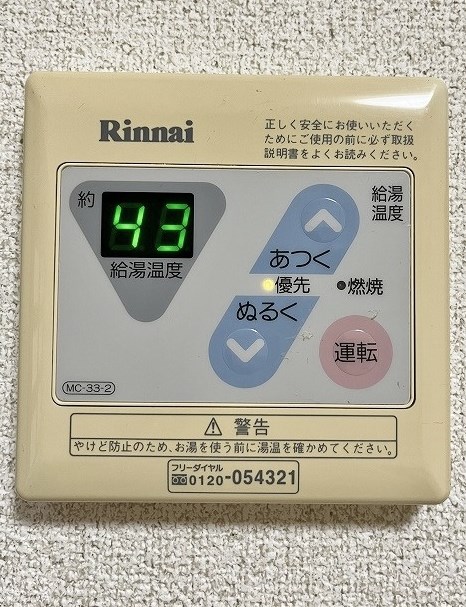 Rinnai
正しく安全にお使いいただく
ためにご使用の前に必ず取扱
説明書をよくお読みください。
約
43
給湯温度
給湯
温度
あつく
優先
燃焼
ぬるく
運転
MC-33-2
⚠ 警告
やけど防止のため、お湯を使う前に湯温を確かめてください。
フリーダイヤル
0120-054321